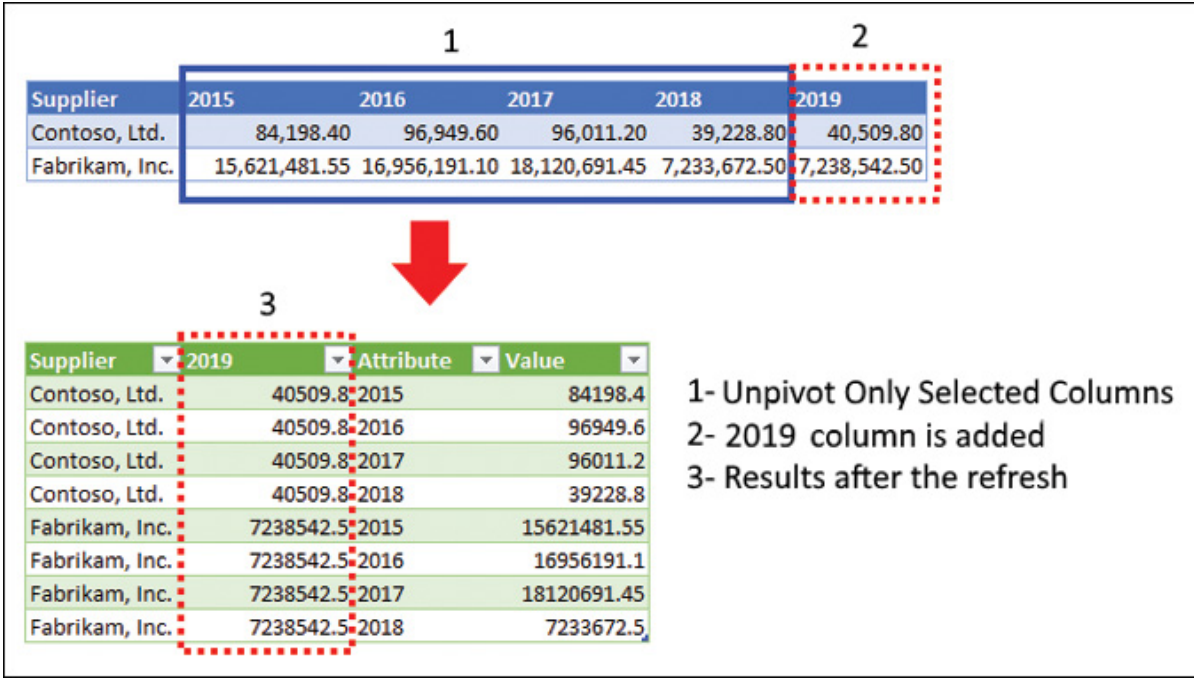 1
2
Supplier 2015 2016 2017 2018 2019
Contoso, Ltd. 84,198.40 96,949.60 96,011.20 39,228.80 40,509.80
Fabrikam, Inc. 15,621,481.55 16,956,191.10 18,120,691.45 7,233,672.50 7,238,542.50
3
Supplier 2019 Attribute Value
Contoso, Ltd. 40509.8 2015 84198.4
Contoso, Ltd. 40509.8 2016 96949.6
Contoso, Ltd. 40509.8 2017 96011.2
Contoso, Ltd. 40509.8 2018 39228.8
Fabrikam, Inc. 7238542.5 2015 15621481.55
Fabrikam, Inc. 7238542.5 2016 16956191.1
Fabrikam, Inc. 7238542.5 2017 18120691.45
Fabrikam, Inc. 7238542.5 2018 7233672.5
1- Unpivot Only Selected Columns
2- 2019 column is added
3- Results after the refresh